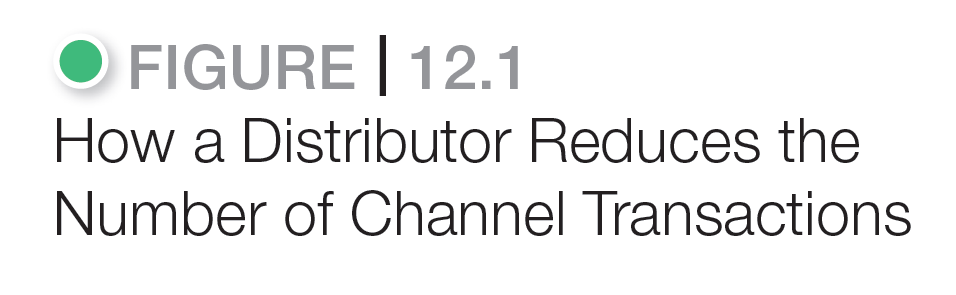 FIGURE | 12.1
How a Distributor Reduces the
Number of Channel Transactions